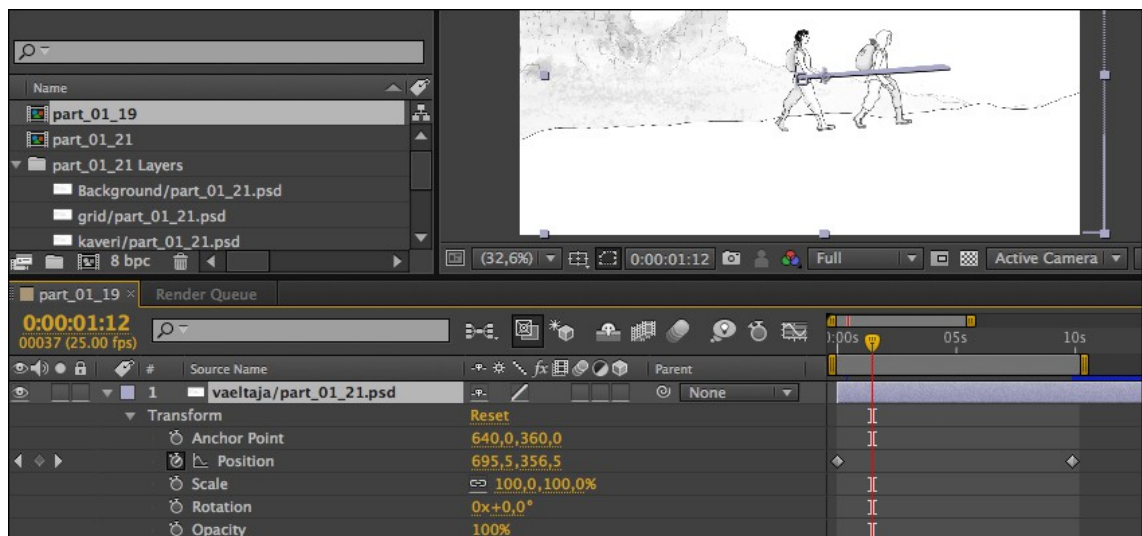 Name
part_01_19
part_01_21
part_01_21 Layers
Background/part_01_21.psd
grid/part_01_21.psd
kaveri/part_01_21.psd
8 bpc
(32,6%) 0:00:01:12 Full Active Camera
part_01_19 × Render Queue
0:00:01:12
00037 (25.00 fps)
):00s 05s 10s
# Source Name fx Parent
1 vaeltaja/part_01_21.psd None
Transform Reset
Anchor Point 640,0,360,0
Position 695,5,356,5
Scale 100,0,100,0%
Rotation 0x+0,0°
Opacity 100%